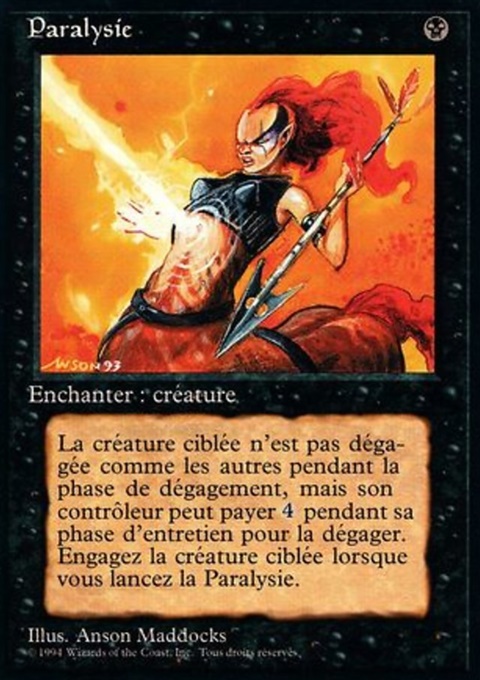 Paralysie
WSON 93
Enchanter : créature
La créature ciblée n'est pas déga-
gée comme les autres pendant la
phase de dégagement, mais son
contrôleur peut payer 4 pendant sa
phase d'entretien pour la dégager.
Engagez la créature ciblée lorsque
vous lancez la Paralysie.
Illus. Anson Maddocks
© 1994 Wizards of the Coast, Inc. Tous droits réservés.